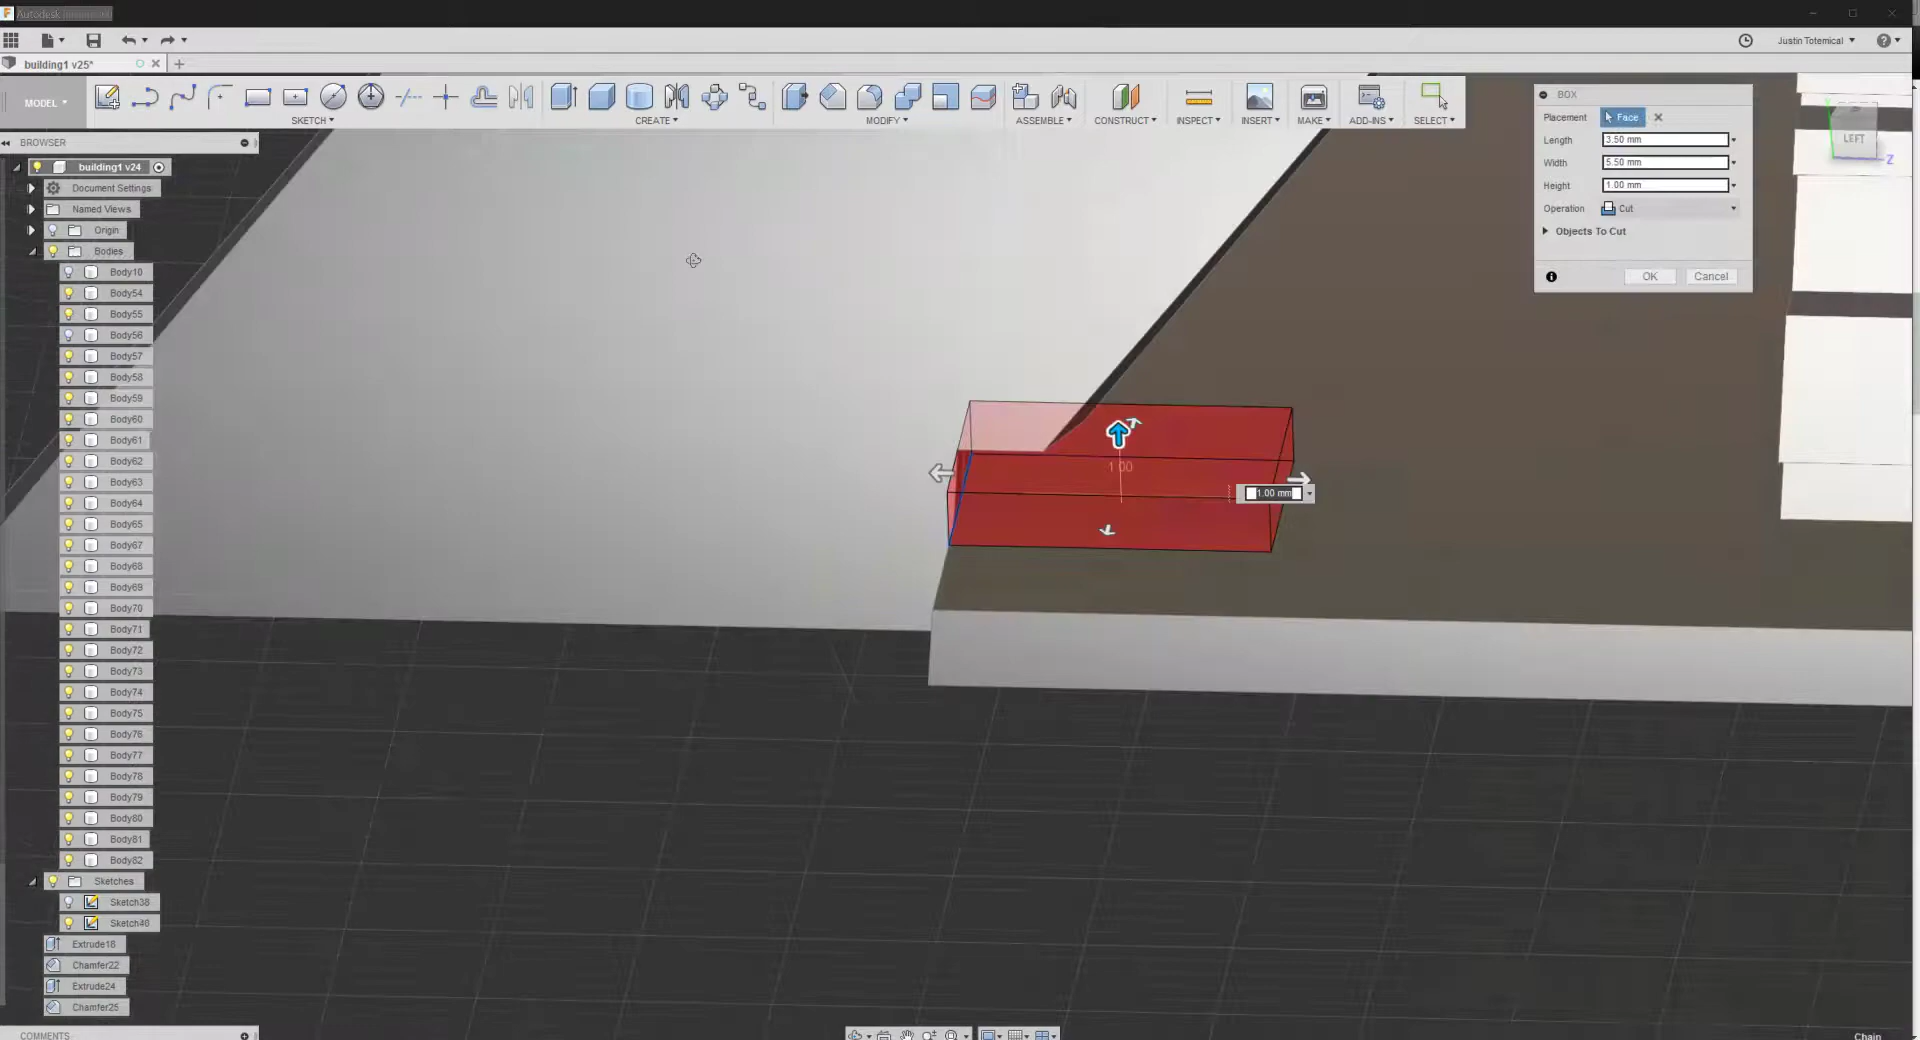 Autodesk
Justin Totemical
building1 v25*
MODEL
SKETCH
CREATE
MODIFY
ASSEMBLE
CONSTRUCT
INSPECT
INSERT
MAKE
ADD-INS
SELECT
BOX
Placement
Face
Length
3.50 mm
Width
5.50 mm
Height
1.00 mm
Operation
Cut
Objects To Cut
OK
Cancel
LEFT
Z
BROWSER
building1 v24
Document Settings
Named Views
Origin
Bodies
Body10
Body54
Body55
Body56
Body57
Body58
Body59
Body60
Body61
Body62
Body63
Body64
Body65
Body67
Body68
Body69
Body70
Body71
Body72
Body73
Body74
Body75
Body76
Body77
Body78
Body79
Body80
Body81
Body82
Sketches
Sketch38
Sketch40
Extrude18
Chamfer22
Extrude24
Chamfer25
1.00
1.00 mm
COMMENTS
Chain